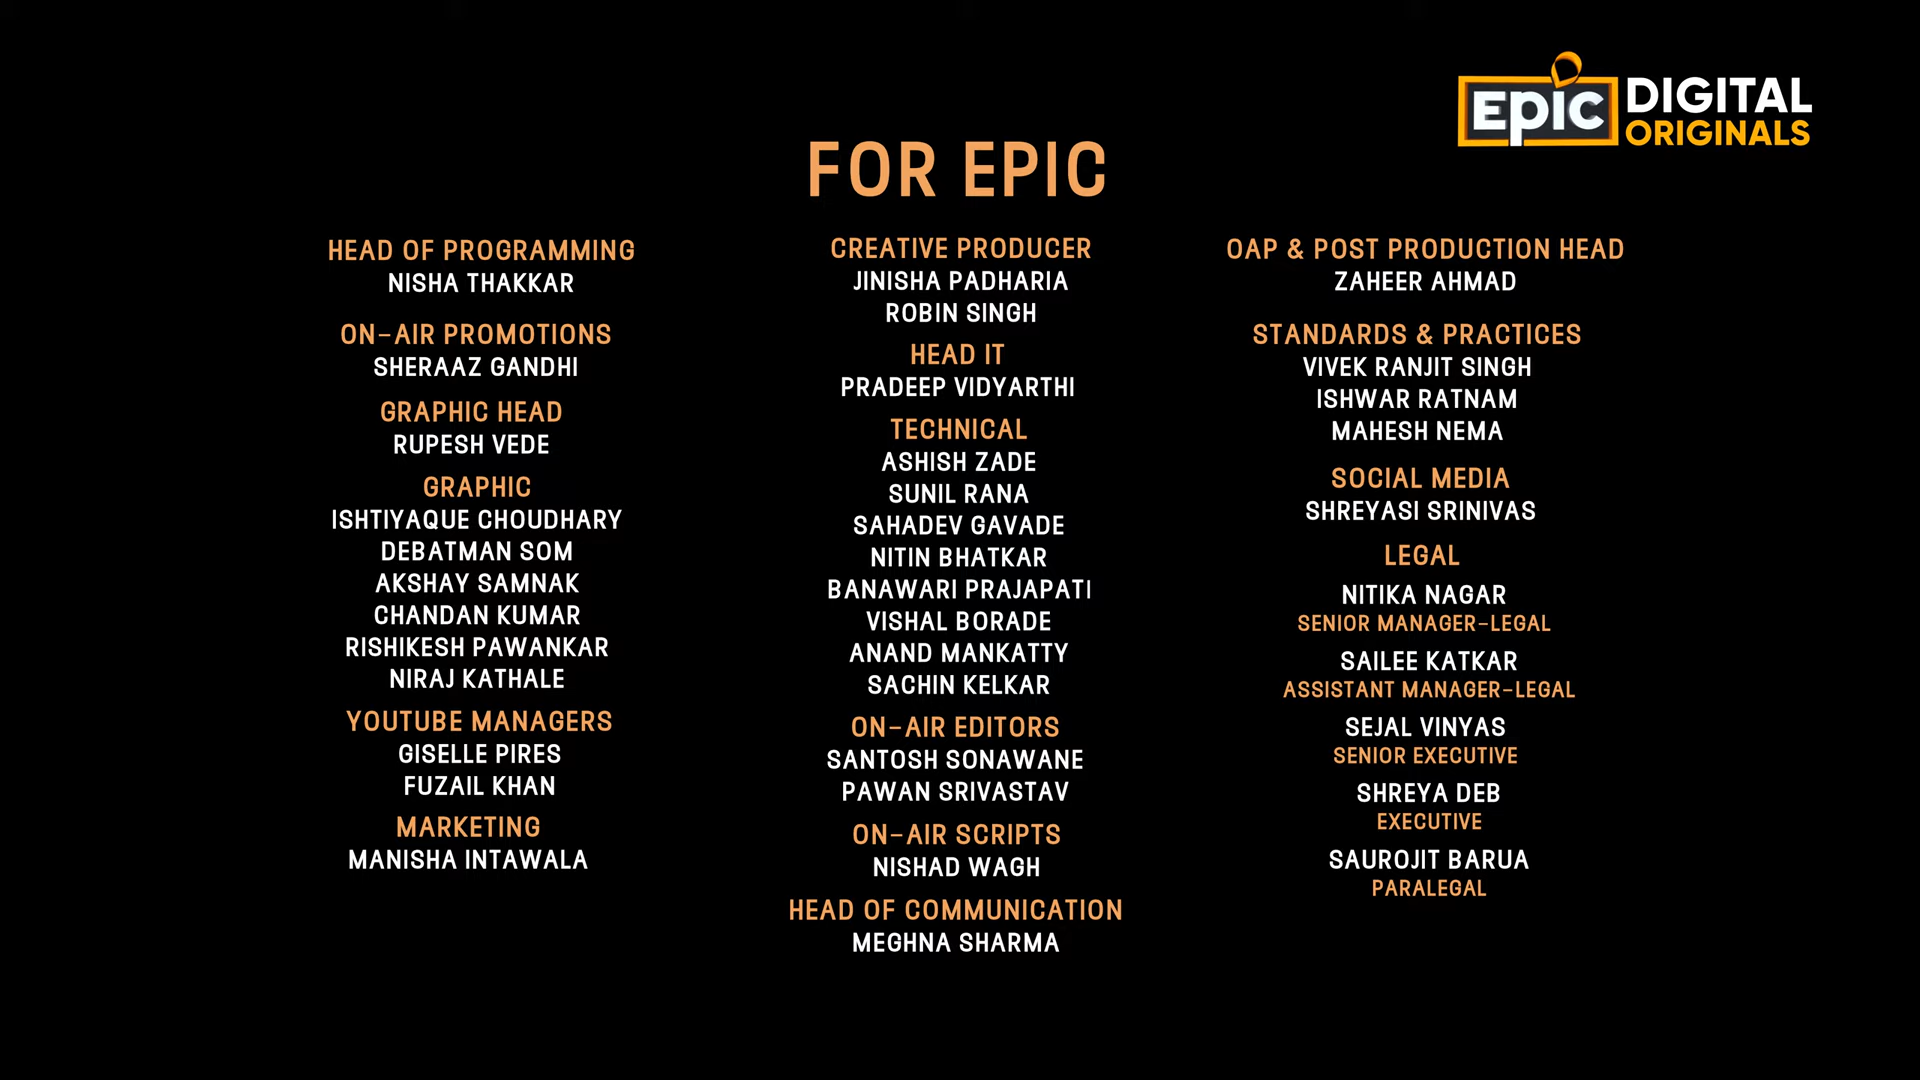 Epic DIGITAL
ORIGINALS
FOR EPIC
HEAD OF PROGRAMMING
NISHA THAKKAR
ON-AIR PROMOTIONS
SHERAAZ GANDHI
GRAPHIC HEAD
RUPESH VEDE
GRAPHIC
ISHTIYAQUE CHOUDHARY
DEBATMAN SOM
AKSHAY SAMNAK
CHANDAN KUMAR
RISHIKESH PAWANKAR
NIRAJ KATHALE
YOUTUBE MANAGERS
GISELLE PIRES
FUZAIL KHAN
MARKETING
MANISHA INTAWALA
CREATIVE PRODUCER
JINISHA PADHARIA
ROBIN SINGH
HEAD IT
PRADEEP VIDYARTHI
TECHNICAL
ASHISH ZADE
SUNIL RANA
SAHADEV GAVADE
NITIN BHATKAR
BANAWARI PRAJAPATI
VISHAL BORADE
ANAND MANKATTY
SACHIN KELKAR
ON-AIR EDITORS
SANTOSH SONAWANE
PAWAN SRIVASTAV
ON-AIR SCRIPTS
NISHAD WAGH
HEAD OF COMMUNICATION
MEGHNA SHARMA
OAP & POST PRODUCTION HEAD
ZAHEER AHMAD
STANDARDS & PRACTICES
VIVEK RANJIT SINGH
ISHWAR RATNAM
MAHESH NEMA
SOCIAL MEDIA
SHREYASI SRINIVAS
LEGAL
NITIKA NAGAR
SENIOR MANAGER-LEGAL
SAILEE KATKAR
ASSISTANT MANAGER-LEGAL
SEJAL VINYAS
SENIOR EXECUTIVE
SHREYA DEB
EXECUTIVE
SAUROJIT BARUA
PARALEGAL